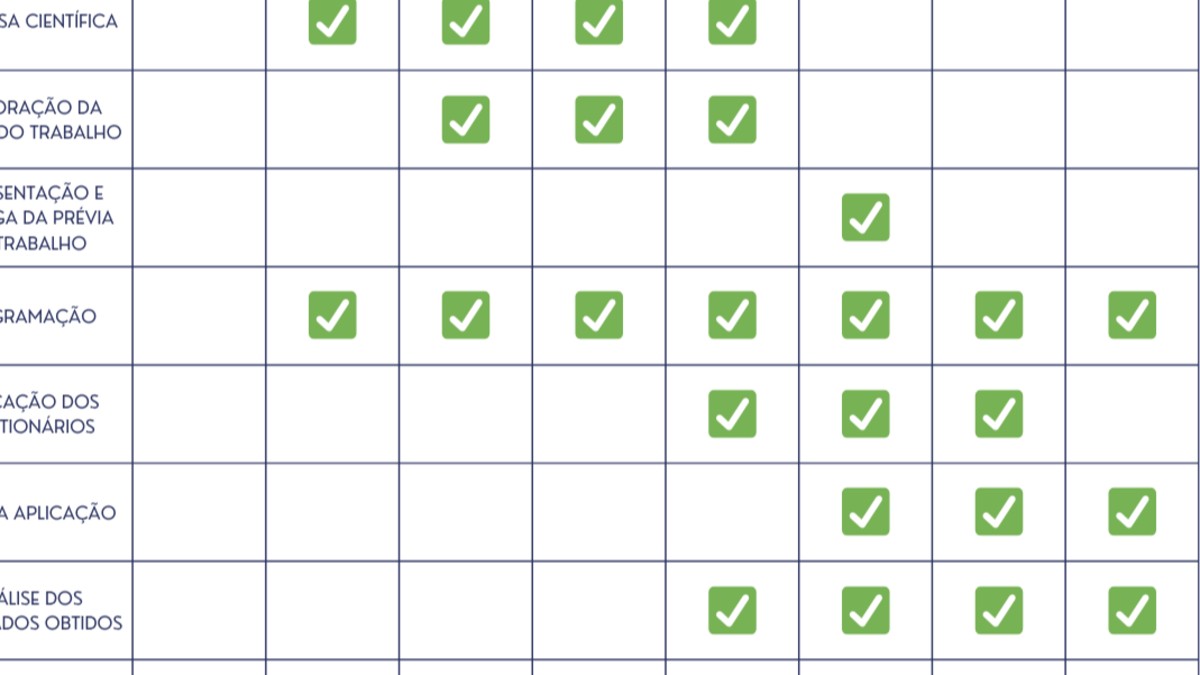 SA CIENTÍFICA
ORAÇÃO DA
DO TRABALHO
SENTAÇÃO E
GA DA PRÉVIA
TRABALHO
GRAMAÇÃO
CAÇÃO DOS
TIONÁRIOS
A APLICAÇÃO
ÁLISE DOS
ADOS OBTIDOS